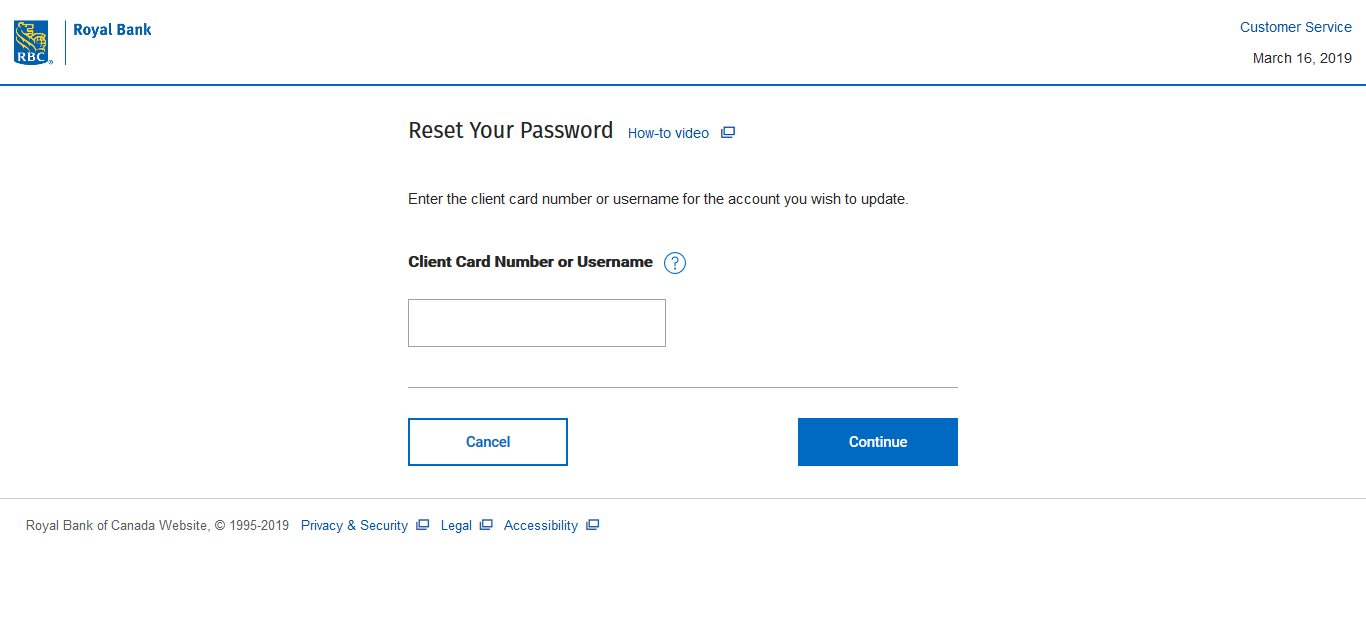 RBC
Royal Bank
Customer Service
March 16, 2019
Reset Your Password How-to video
Enter the client card number or username for the account you wish to update.
Client Card Number or Username ?
Cancel
Continue
Royal Bank of Canada Website, © 1995-2019 Privacy & Security Legal Accessibility